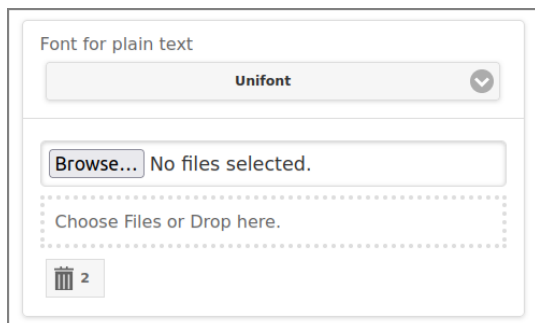 Font for plain text
Unifont
Browse... No files selected.
Choose Files or Drop here.
2